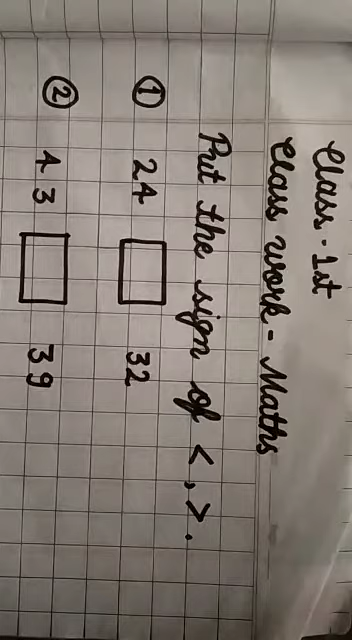 Class - 1st
Class work - Maths
Put the sign of <, >.
① 24 □ 32
② 43 □ 39